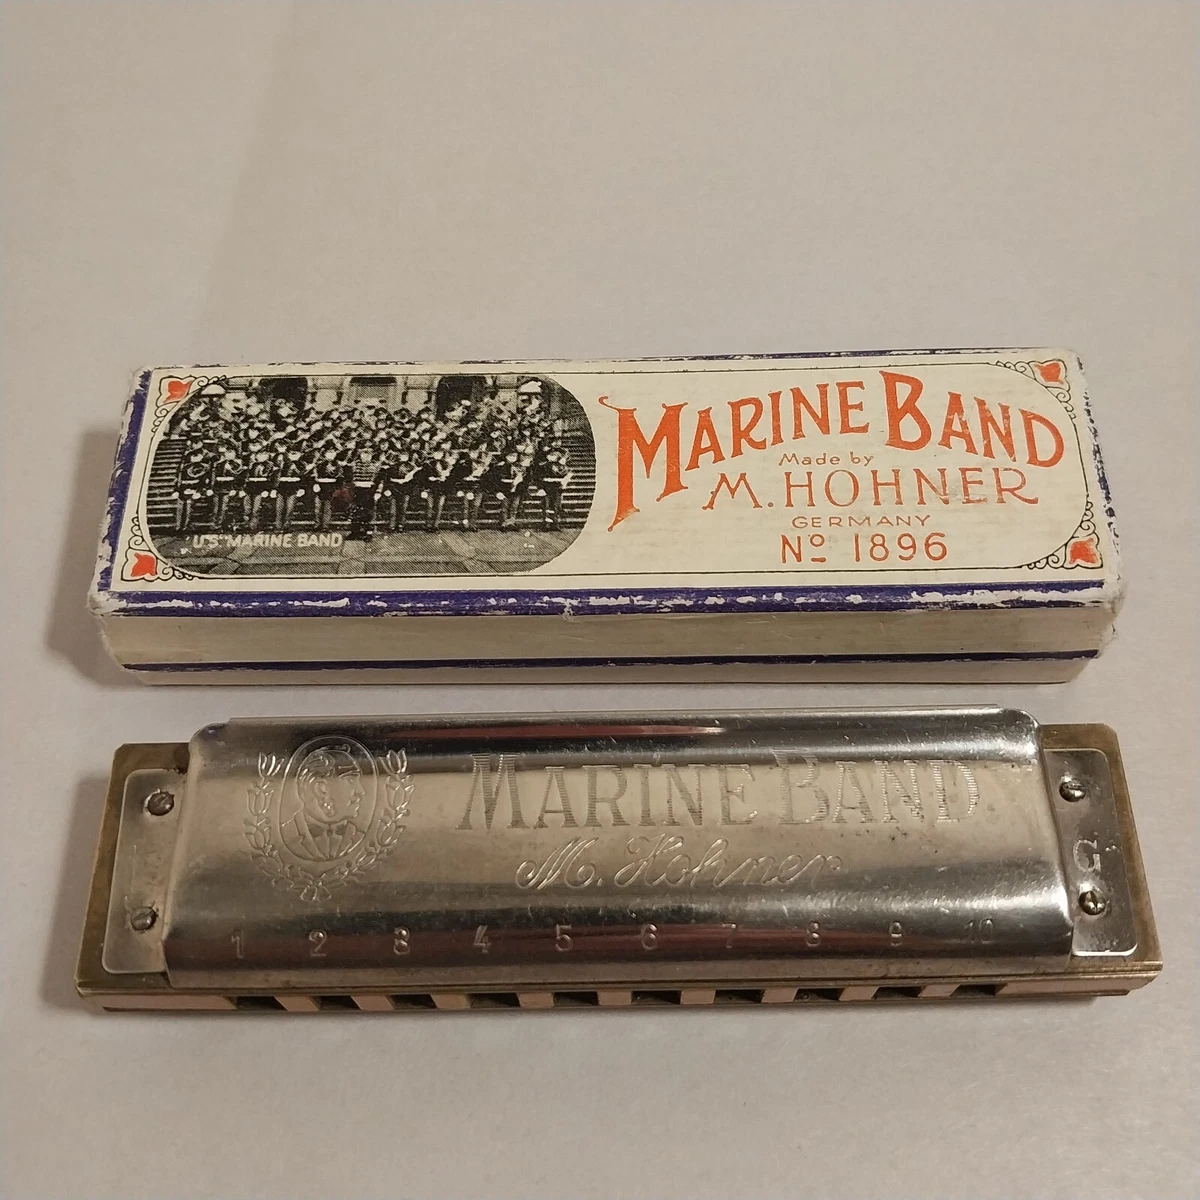 MARINE BAND
Made by
M. HOHNER
GERMANY
Nº 1896
U.S. MARINE BAND
MARINE BAND
M. Hohner
1 2 3 4 5 6 7 8 9 10
G